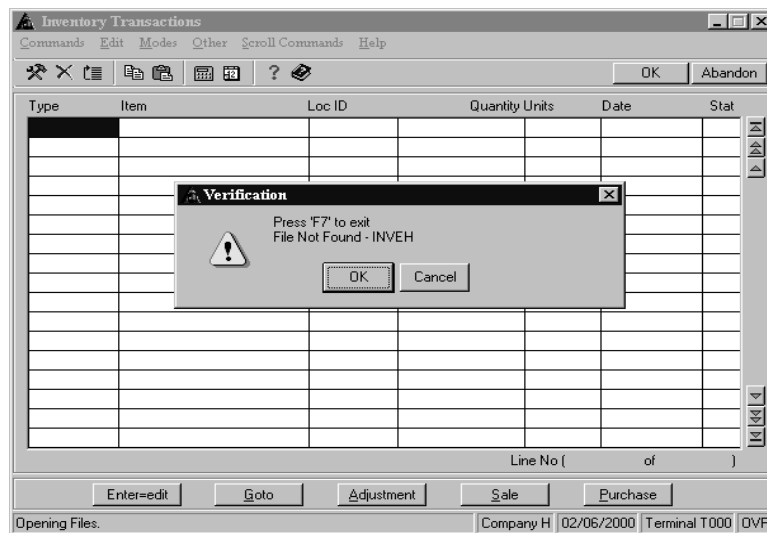 Inventory Transactions
Commands Edit Modes Other Scroll Commands Help
OK Abandon
Type Item Loc ID Quantity Units Date Stat
Verification
Press 'F7' to exit
File Not Found - INVEH
OK Cancel
Line No ( of )
Enter=edit Goto Adjustment Sale Purchase
Opening Files. Company H 02/06/2000 Terminal T000 OVR